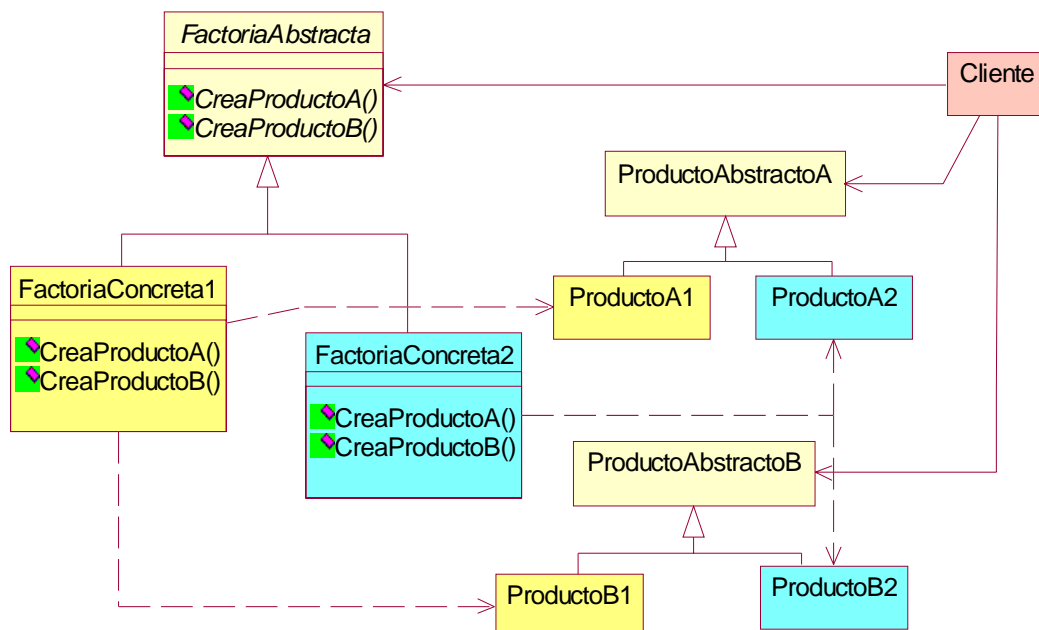 FactoriaAbstracta
CreaProductoA()
CreaProductoB()
Cliente
ProductoAbstractoA
FactoriaConcreta1
CreaProductoA()
CreaProductoB()
ProductoA1
ProductoA2
FactoriaConcreta2
CreaProductoA()
CreaProductoB()
ProductoAbstractoB
ProductoB1
ProductoB2